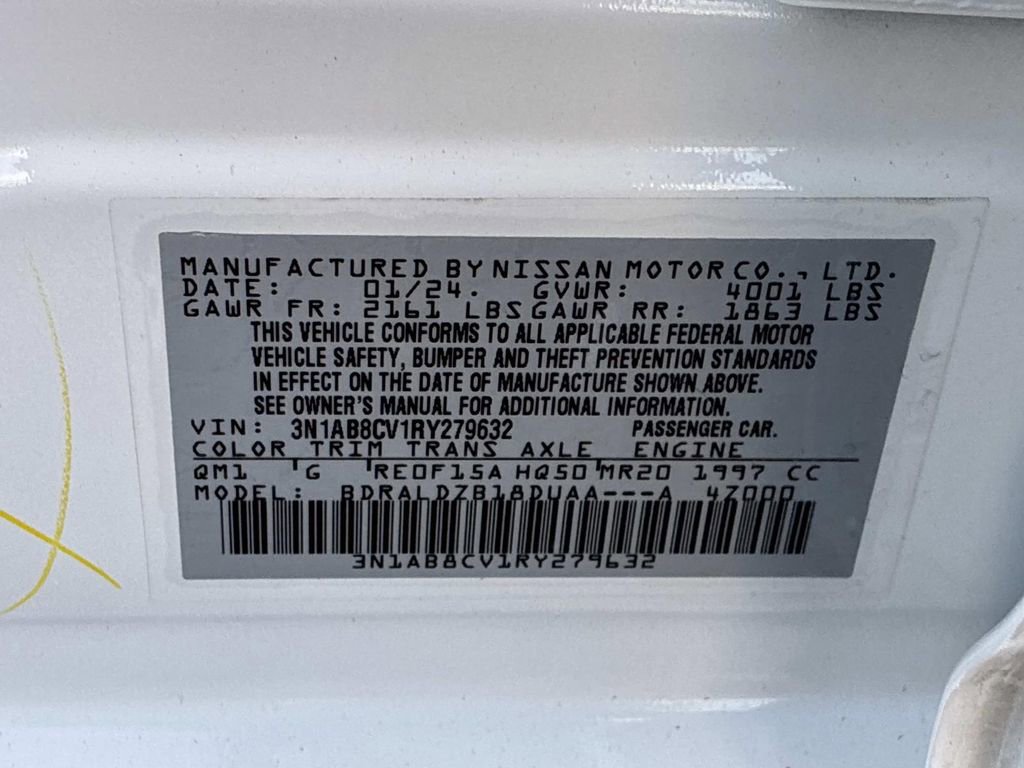 MANUFACTURED BY NISSAN MOTOR CO., LTD.
DATE: 01/24. GVWR: 4001 LBS
GAWR FR: 2161 LBS GAWR RR: 1863 LBS
THIS VEHICLE CONFORMS TO ALL APPLICABLE FEDERAL MOTOR
VEHICLE SAFETY, BUMPER AND THEFT PREVENTION STANDARDS
IN EFFECT ON THE DATE OF MANUFACTURE SHOWN ABOVE.
SEE OWNER'S MANUAL FOR ADDITIONAL INFORMATION.
VIN: 3N1AB8CV1RY279632 PASSENGER CAR.
COLOR TRIM TRANS AXLE ENGINE
QM1 G RE0F15A HQ50 MR20 1997 CC
MODEL: BDRALDZB18DUAA---A 4Z000
3N1AB8CV1RY279632